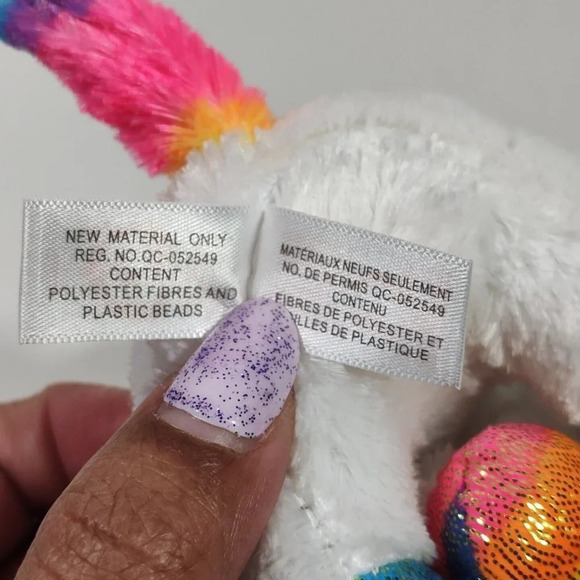 NEW MATERIAL ONLY
REG. NO.QC-052549
CONTENT
POLYESTER FIBRES AND
PLASTIC BEADS
MATÉRIAUX NEUFS SEULEMENT
NO. DE PERMIS QC-052549
CONTENU
FIBRES DE POLYESTER ET
DE PLASTIQUE